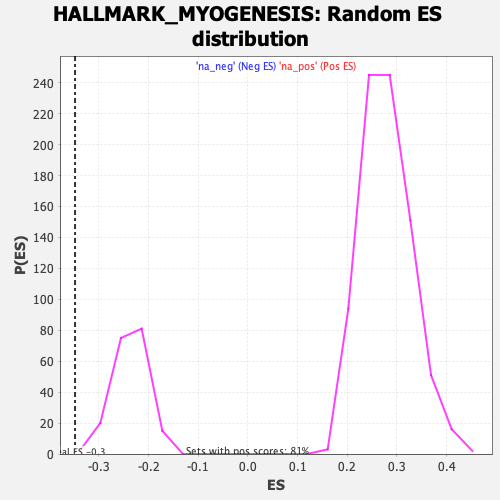 HALLMARK_MYOGENESIS: Random ES
distribution
'na_neg' (Neg ES) 'na_pos' (Pos ES)
240
220
200
180
160
140
120
100
80
60
40
20
0
P(ES)
al ES -0.3
Sets with pos scores: 81%
-0.3 -0.2 -0.1 0.0 0.1 0.2 0.3 0.4
ES